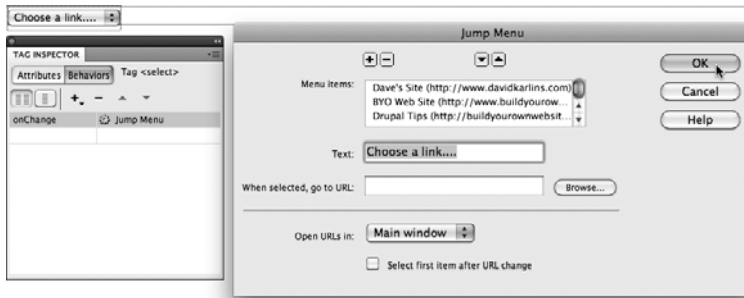 Choose a link....
TAG INSPECTOR
Attributes Behaviors Tag <select>
onChange Jump Menu
Jump Menu
Menu items:
Dave's Site (http://www.davidkarlins.com)
BYO Web Site (http://www.buildyourow...
Drupal Tips (http://buildyourownwebsit...
Text: Choose a link....
When selected, go to URL: Browse...
Open URLs in: Main window
Select first item after URL change
OK
Cancel
Help